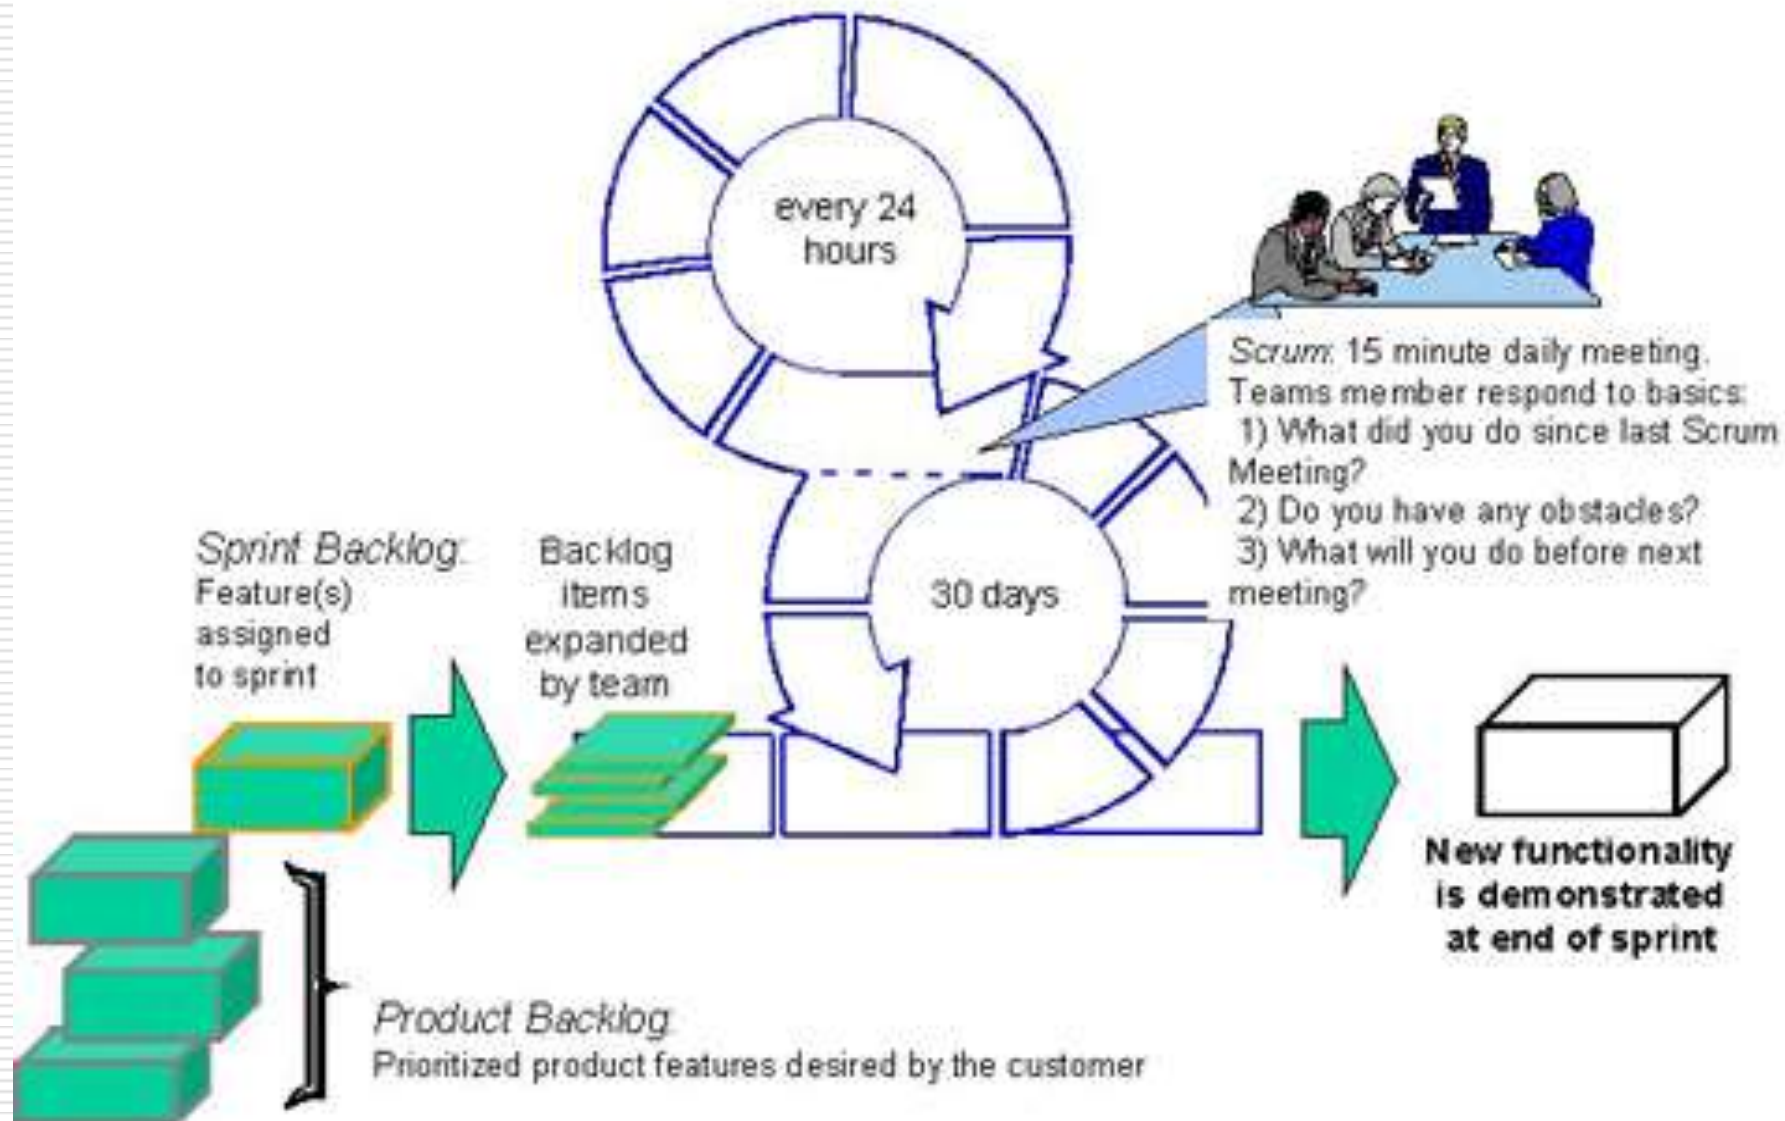 every 24
hours
Scrum: 15 minute daily meeting.
Teams member respond to basics:
1) What did you do since last Scrum
Meeting?
2) Do you have any obstacles?
3) What will you do before next
meeting?
Sprint Backlog:
Feature(s)
assigned
to sprint
Backlog
items
expanded
by team
30 days
New functionality
is demonstrated
at end of sprint
Product Backlog:
Prioritized product features desired by the customer